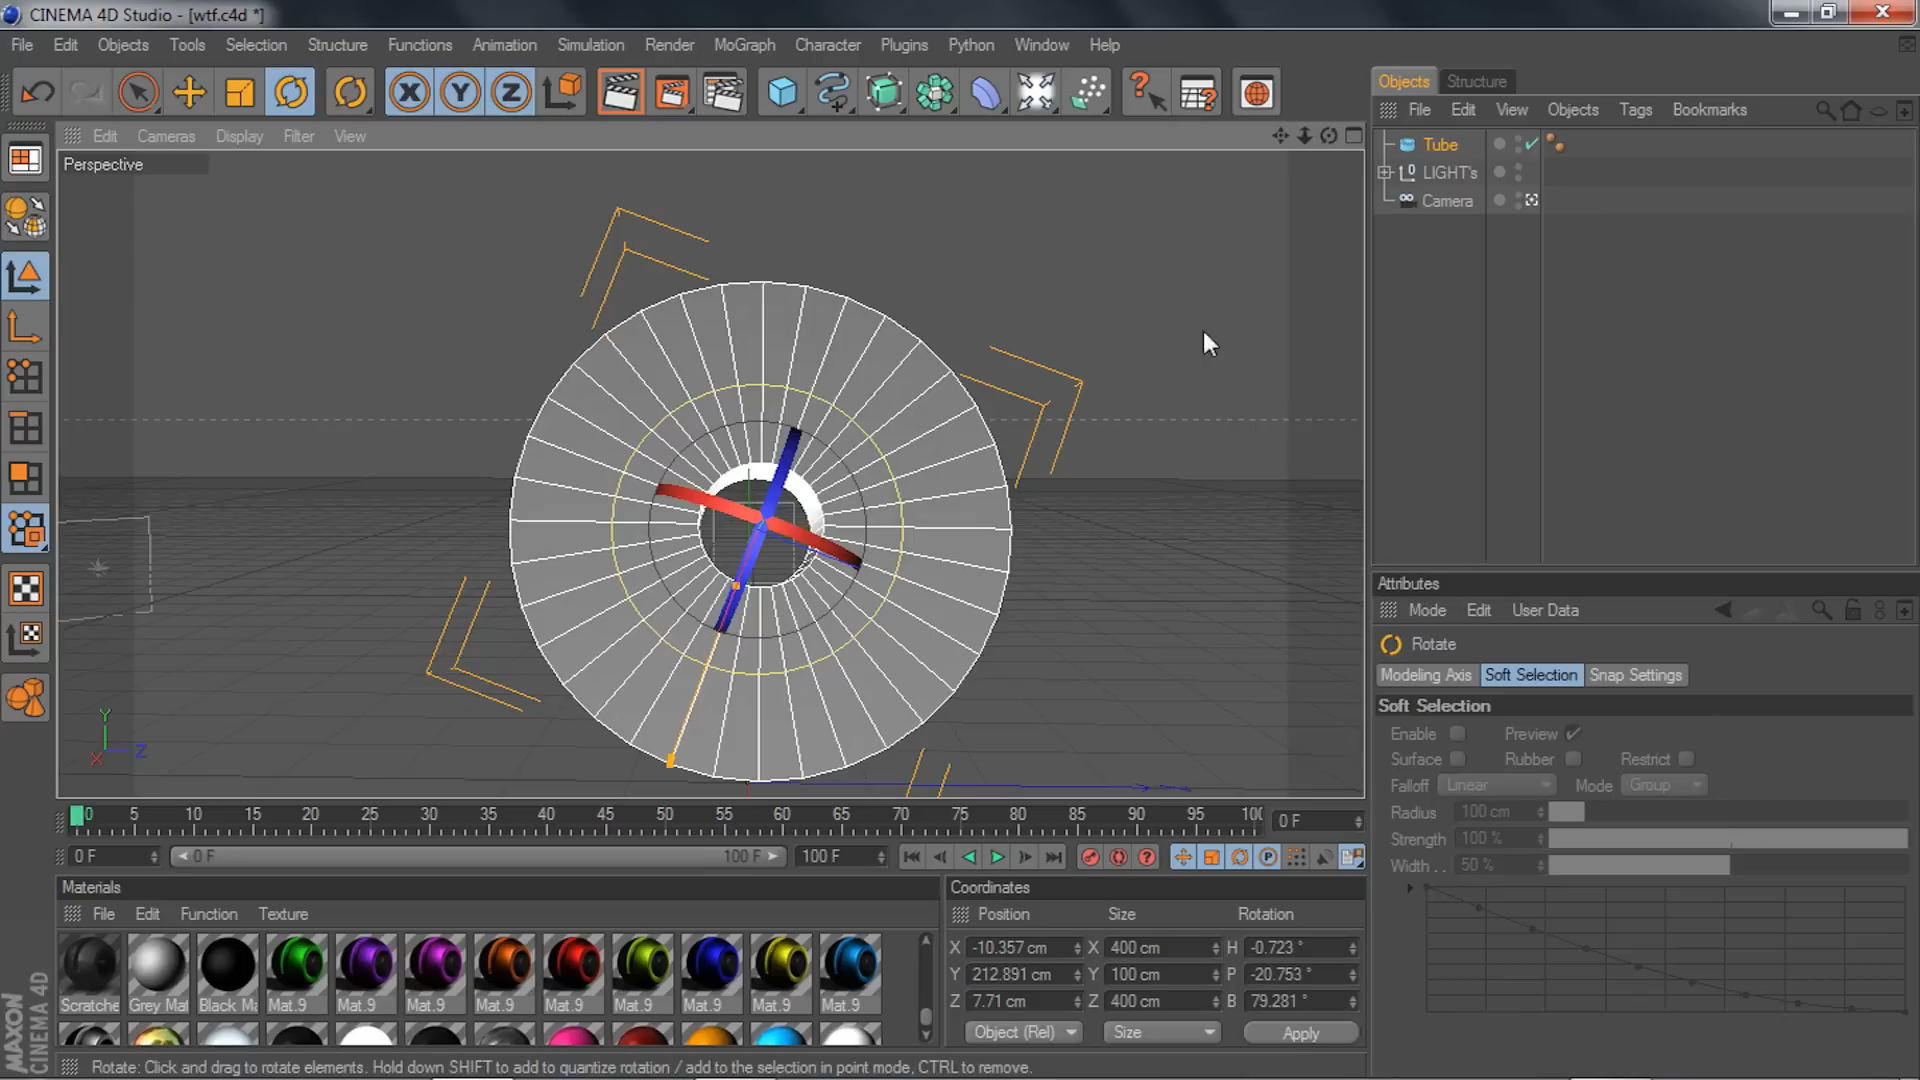 CINEMA 4D Studio - [wtf.c4d *]
File Edit Objects Tools Selection Structure Functions Animation Simulation Render MoGraph Character Plugins Python Window Help
X Y Z
Edit Cameras Display Filter View
Perspective
Y
X Z
0 5 10 15 20 25 30 35 40 45 50 55 60 65 70 75 80 85 90 95 100 0 F
0 F 0 F 100 F 100 F
Materials
File Edit Function Texture
Scratche Grey Mat Black Ma Mat.9 Mat.9 Mat.9 Mat.9 Mat.9 Mat.9 Mat.9 Mat.9 Mat.9
MAXON
CINEMA 4D
Coordinates
Position Size Rotation
X -10.357 cm X 400 cm H -0.723 °
Y 212.891 cm Y 100 cm P -20.753 °
Z 7.71 cm Z 400 cm B 79.281 °
Object (Rel) Size Apply
Rotate: Click and drag to rotate elements. Hold down SHIFT to add to quantize rotation / add to the selection in point mode, CTRL to remove.
Objects Structure
File Edit View Objects Tags Bookmarks
Tube
LIGHT's
Camera
Attributes
Mode Edit User Data
Rotate
Modeling Axis Soft Selection Snap Settings
Soft Selection
Enable Preview
Surface Rubber Restrict
Falloff Linear Mode Group
Radius 100 cm
Strength 100 %
Width . . 50 %